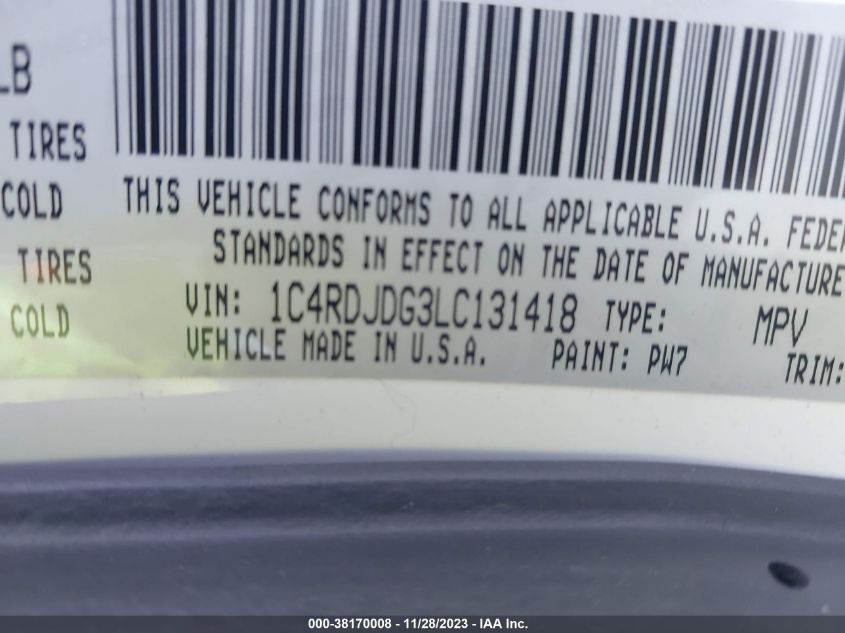 LB
TIRES
COLD
TIRES
COLD
THIS VEHICLE CONFORMS TO ALL APPLICABLE U.S.A. FEDER
STANDARDS IN EFFECT ON THE DATE OF MANUFACTURE
VIN: 1C4RDJDG3LC131418 TYPE: MPV
VEHICLE MADE IN U.S.A. PAINT: PW7 TRIM:
000-38170008 - 11/28/2023 - IAA Inc.